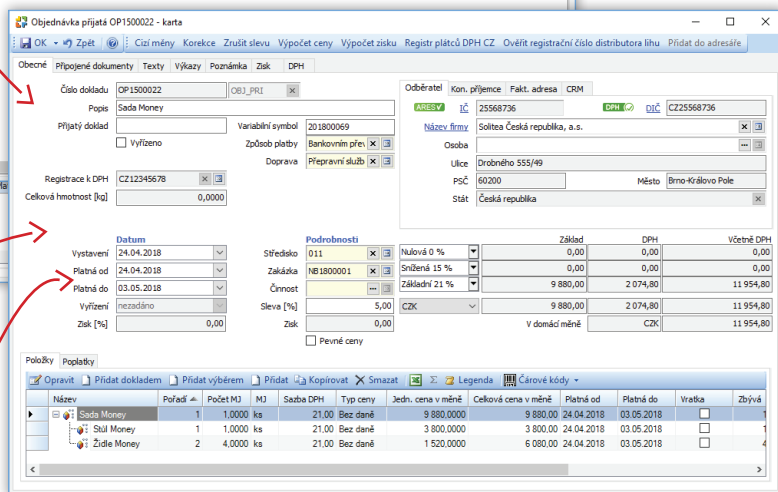 Objednávka přijatá OP1500022 - karta
OK Zpět Cizí měny Korekce Zrušit slevu Výpočet ceny Výpočet zisku Registr plátců DPH CZ Ověřit registrační číslo distributora lihu Přidat do adresáře
Obecné Připojené dokumenty Texty Výkazy Poznámka Zisk DPH
Číslo dokladu OP1500022 OBJ_PRI
Popis Sada Money
Přijatý doklad Variabilní symbol 201800069
Vyřízeno Způsob platby Bankovním přev
Doprava Přepravní služb
Registrace k DPH CZ12345678
Celková hmotnost [kg] 0,0000
Odběratel Kon. příjemce Fakt. adresa CRM
ARES IČ 25568736 DPH DIČ CZ25568736
Název firmy Solitea Česká republika, a.s.
Osoba
Ulice Drobného 555/49
PSČ 60200 Město Brno-Královo Pole
Stát Česká republika
Datum Podrobnosti Základ DPH Včetně DPH
Vystavení 24.04.2018 Středisko 011 Nulová 0 % 0,00 0,00 0,00
Platná od 24.04.2018 Zakázka NB1800001 Snížená 15 % 0,00 0,00 0,00
Platná do 03.05.2018 Činnost Základní 21 % 9 880,00 2 074,80 11 954,80
Vyřízení nezadáno Sleva [%] 5,00 CZK 9 880,00 2 074,80 11 954,80
Zisk [%] 0,00 Zisk 0,00 V domácí měně CZK 11 954,80
Pevné ceny
Položky Poplatky
Opravit Přidat dokladem Přidat výběrem Přidat Kopírovat Smazat Σ Legenda Čárové kódy
Název Pořadí Počet MJ MJ Sazba DPH Typ ceny Jedn. cena v měně Celková cena v měně Platná od Platná do Vratka Zbývá
Sada Money 1 1,0000 ks 21,00 Bez daně 9 880,0000 9 880,00 24.04.2018 03.05.2018 1
Stůl Money 1 1,0000 ks 21,00 Bez daně 3 800,0000 3 800,00 24.04.2018 03.05.2018 1
Židle Money 2 4,0000 ks 21,00 Bez daně 1 520,0000 6 080,00 24.04.2018 03.05.2018 4